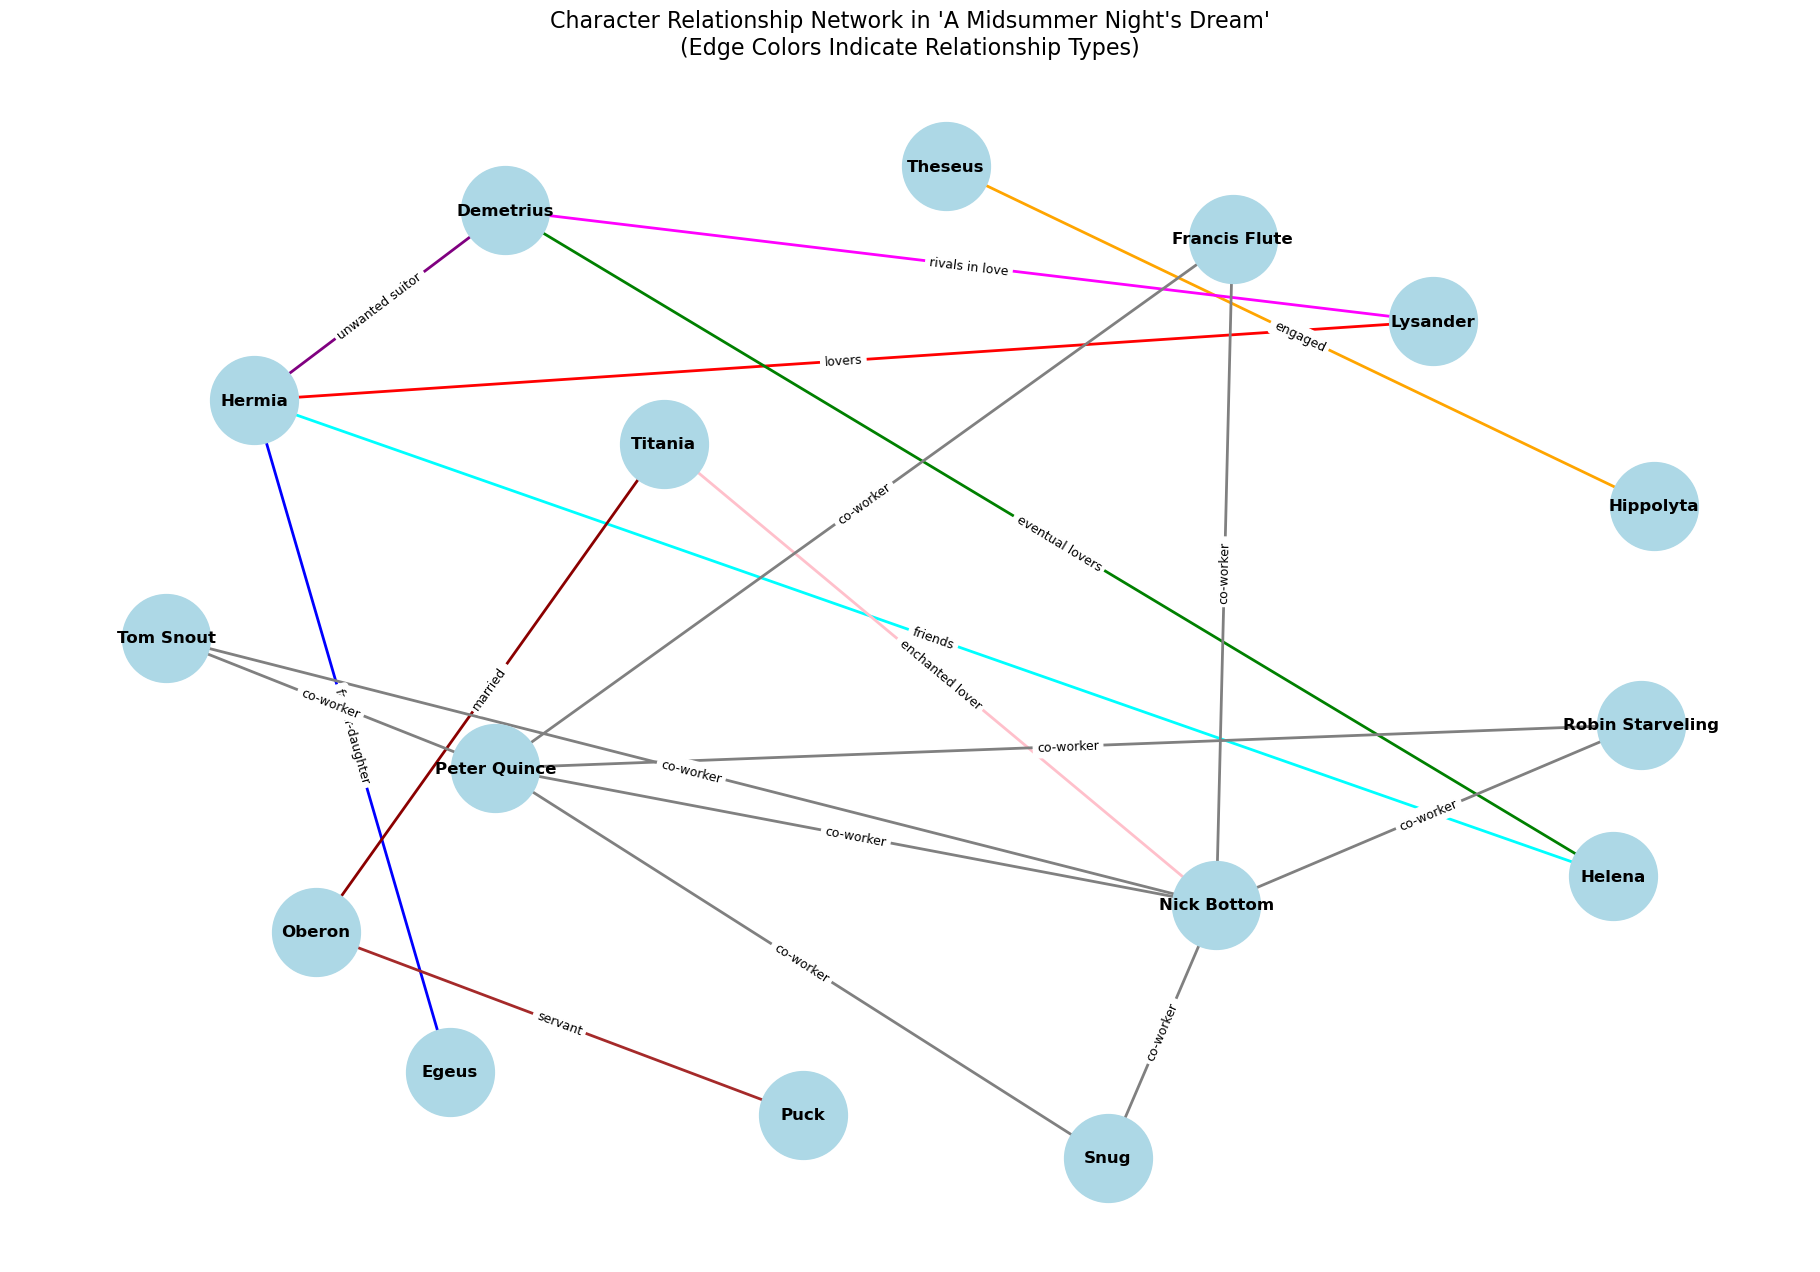 Character Relationship Network in 'A Midsummer Night's Dream'
(Edge Colors Indicate Relationship Types)
Theseus
Demetrius
Francis Flute
rivals in love
unwanted suitor
Lysander
engaged
lovers
Hermia
Titania
co-worker
Hippolyta
eventual lovers
co-worker
Tom Snout
friends
enchanted lover
married
co-worker
-daughter
Robin Starveling
co-worker
Peter Quince
co-worker
co-worker
co-worker
Helena
Nick Bottom
Oberon
co-worker
servant
co-worker
Egeus
Puck
Snug